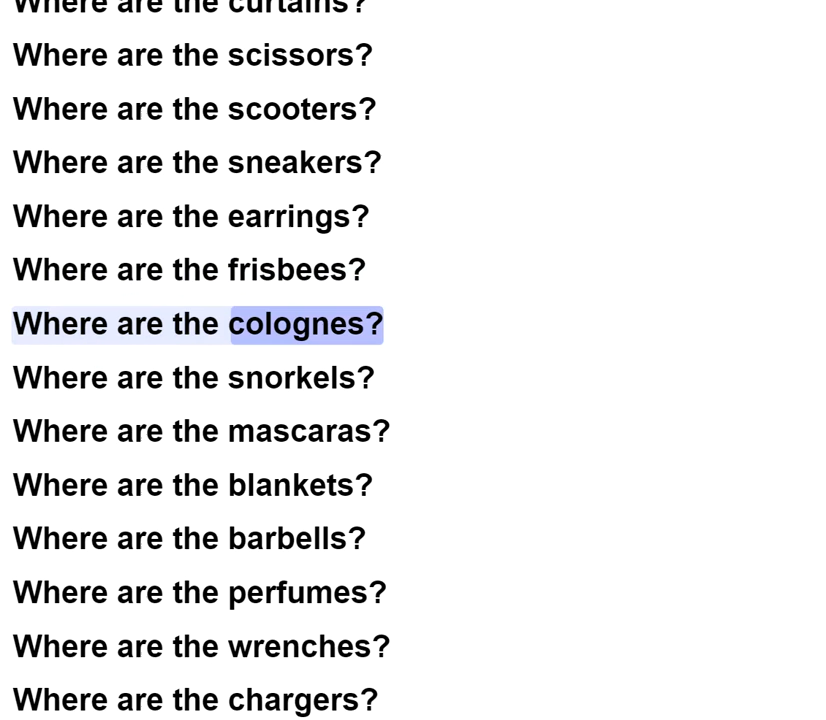 Where are the curtains?
Where are the scissors?
Where are the scooters?
Where are the sneakers?
Where are the earrings?
Where are the frisbees?
Where are the colognes?
Where are the snorkels?
Where are the mascaras?
Where are the blankets?
Where are the barbells?
Where are the perfumes?
Where are the wrenches?
Where are the chargers?